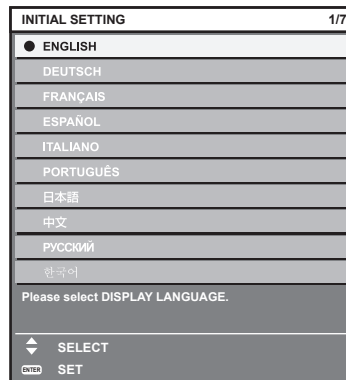 INITIAL SETTING 1/7
ENGLISH
DEUTSCH
FRANÇAIS
ESPAÑOL
ITALIANO
PORTUGUÊS
日本語
中文
РУССКИЙ
한국어
Please select DISPLAY LANGUAGE.
SELECT
ENTER SET